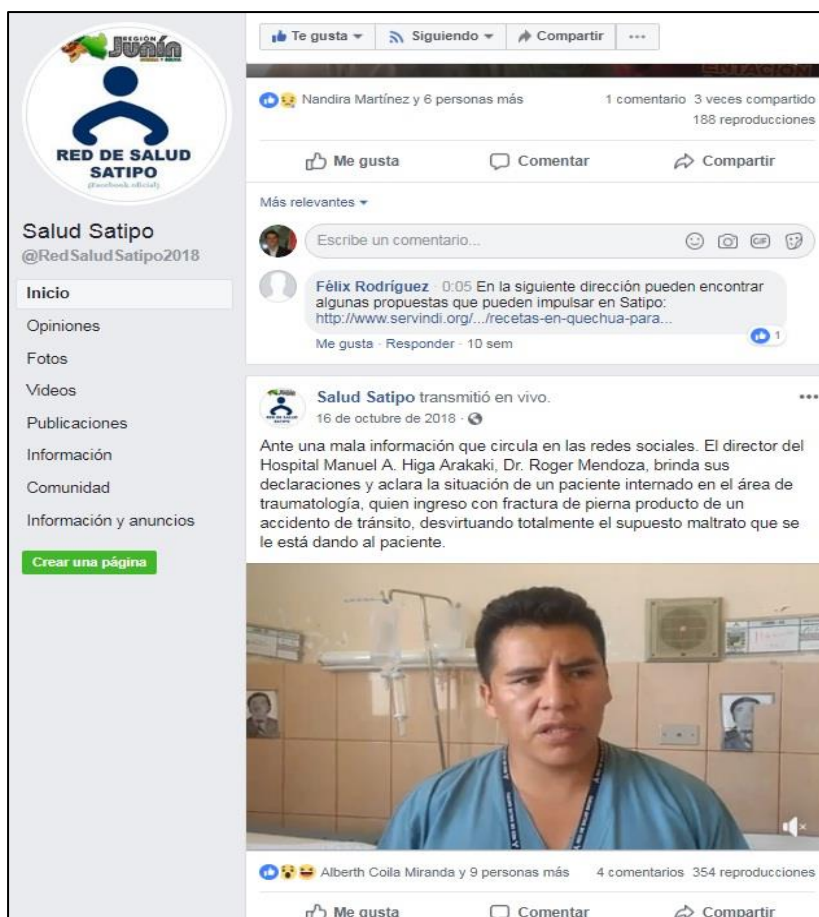 REGIÓN
JUNÍN
RED DE SALUD
SATIPO
(Facebook oficial)
Salud Satipo
@RedSaludSatipo2018
Inicio
Opiniones
Fotos
Videos
Publicaciones
Información
Comunidad
Información y anuncios
Crear una página
Te gusta Siguiendo Compartir
Nandira Martínez y 6 personas más 1 comentario 3 veces compartido
188 reproducciones
Me gusta Comentar Compartir
Más relevantes
Escribe un comentario... GIF
Félix Rodríguez · 0:05 En la siguiente dirección pueden encontrar
algunas propuestas que pueden impulsar en Satipo:
http://www.servindi.org/.../recetas-en-quechua-para...
1
Me gusta · Responder · 10 sem
Salud Satipo transmitió en vivo.
16 de octubre de 2018 ·
Ante una mala información que circula en las redes sociales. El director del
Hospital Manuel A. Higa Arakaki, Dr. Roger Mendoza, brinda sus
declaraciones y aclara la situación de un paciente internado en el área de
traumatología, quien ingreso con fractura de pierna producto de un
accidento de tránsito, desvirtuando totalmente el supuesto maltrato que se
le está dando al paciente.
Alberth Coila Miranda y 9 personas más 4 comentarios 354 reproducciones
Me gusta Comentar Compartir